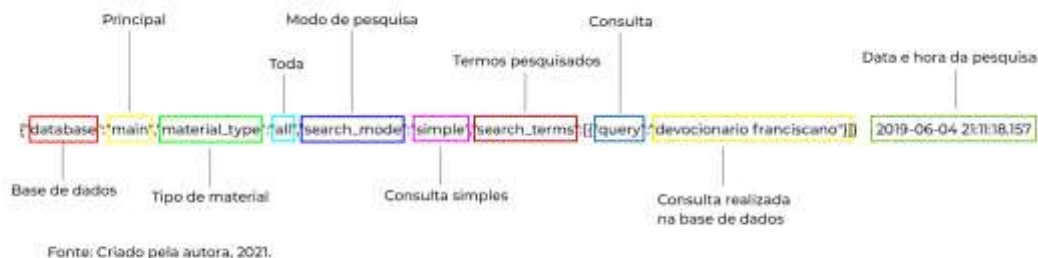 Principal
Modo de pesquisa
Consulta
Toda
Termos pesquisados
Data e hora da pesquisa
{"database":"main","material_type":"all","search_mode":"simple","search_terms":[{"query":"devocionario franciscano"}]} 2019-06-04 21:11:18.157
Base de dados
Tipo de material
Consulta simples
Consulta realizada
na base de dados
Fonte: Criado pela autora, 2021.